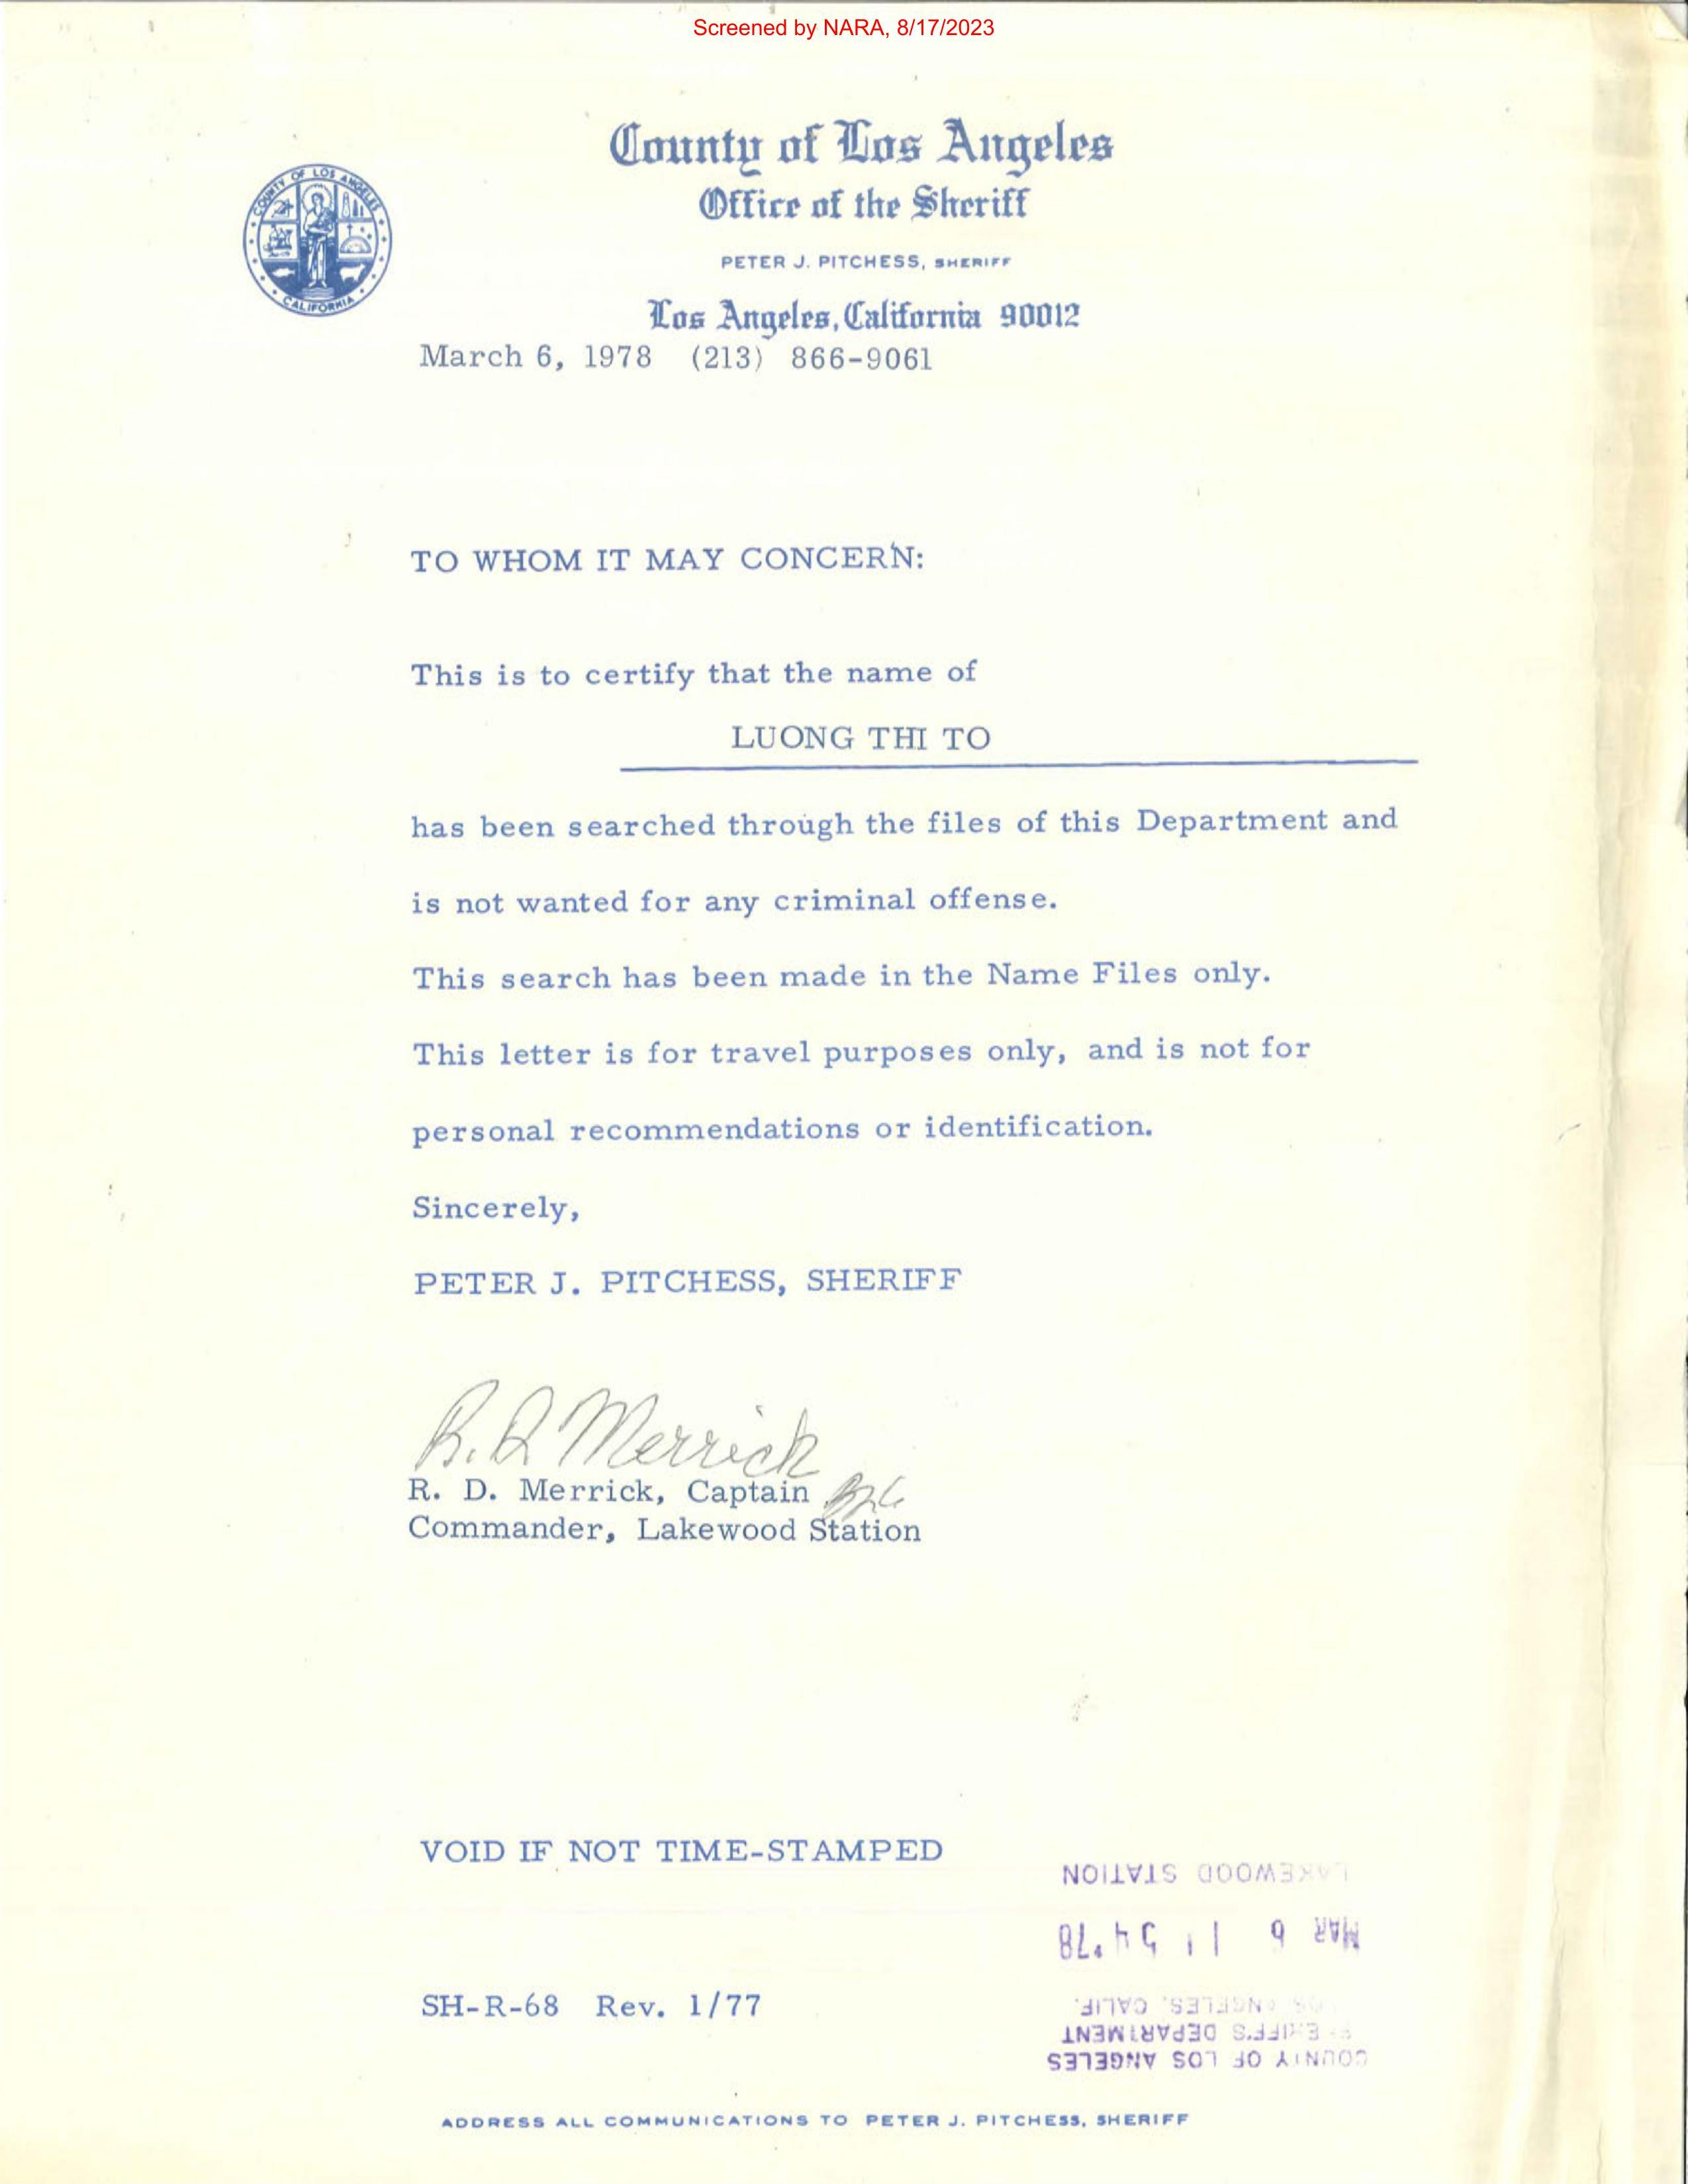 Screened by NARA, 8/17/2023
County of Los Angeles
Office of the Sheriff
PETER J. PITCHESS, SHERIFF
Los Angeles, California 90012
COUNTY OF LOS ANGELES
CALIFORNIA
March 6, 1978 (213) 866-9061
TO WHOM IT MAY CONCERN:
This is to certify that the name of
LUONG THI TO
has been searched through the files of this Department and
is not wanted for any criminal offense.
This search has been made in the Name Files only.
This letter is for travel purposes only, and is not for
personal recommendations or identification.
Sincerely,
PETER J. PITCHESS, SHERIFF
R. D. Merrick
R. D. Merrick, Captain
Commander, Lakewood Station
VOID IF NOT TIME-STAMPED
COUNTY OF LOS ANGELES
SHERIFF'S DEPARTMENT
LOS ANGELES, CALIF.
MAR 6 11 54 '78
LAKEWOOD STATION
SH-R-68 Rev. 1/77
ADDRESS ALL COMMUNICATIONS TO PETER J. PITCHESS, SHERIFF